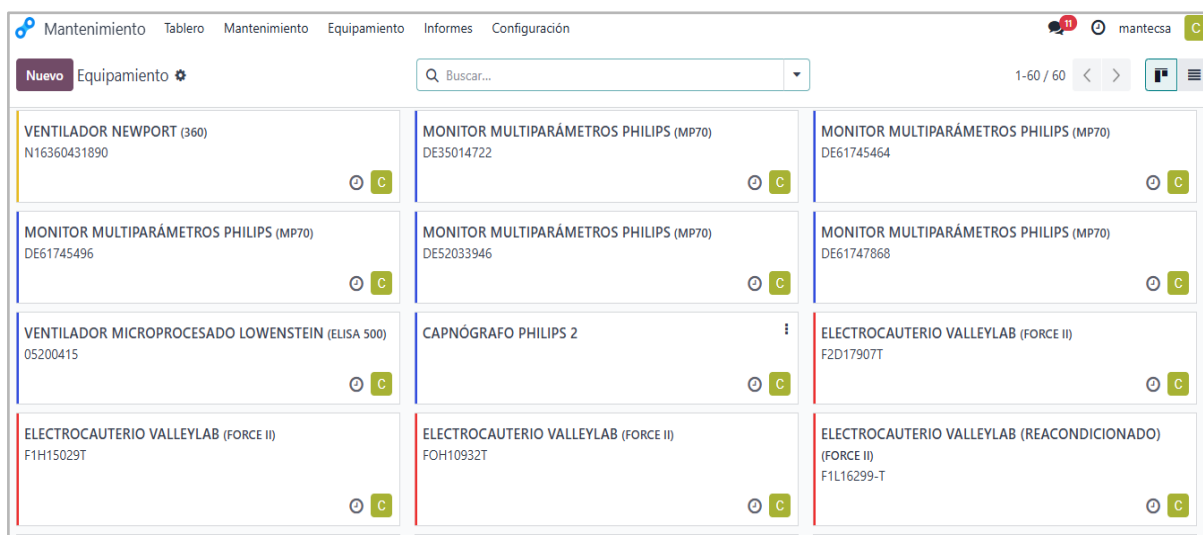 Mantenimiento Tablero Mantenimiento Equipamiento Informes Configuración 11 mantecsa C
Nuevo Equipamiento Buscar... 1-60 / 60
VENTILADOR NEWPORT (360)
N16360431890
C
MONITOR MULTIPARÁMETROS PHILIPS (MP70)
DE35014722
C
MONITOR MULTIPARÁMETROS PHILIPS (MP70)
DE61745464
C
MONITOR MULTIPARÁMETROS PHILIPS (MP70)
DE61745496
C
MONITOR MULTIPARÁMETROS PHILIPS (MP70)
DE52033946
C
MONITOR MULTIPARÁMETROS PHILIPS (MP70)
DE61747868
C
VENTILADOR MICROPROCESADO LOWENSTEIN (ELISA 500)
05200415
C
CAPNÓGRAFO PHILIPS 2
C
ELECTROCAUTERIO VALLEYLAB (FORCE II)
F2D17907T
C
ELECTROCAUTERIO VALLEYLAB (FORCE II)
F1H15029T
C
ELECTROCAUTERIO VALLEYLAB (FORCE II)
FOH10932T
C
ELECTROCAUTERIO VALLEYLAB (REACONDICIONADO)
(FORCE II)
F1L16299-T
C